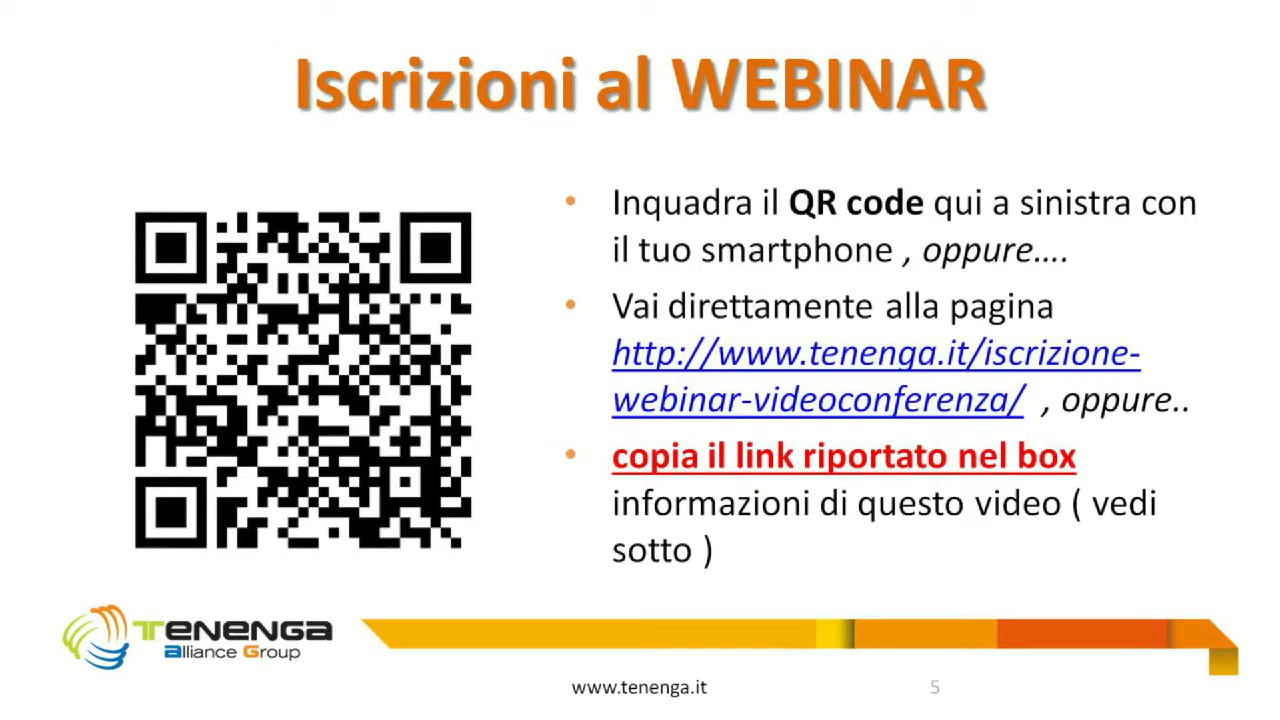 Iscrizioni al WEBINAR
• Inquadra il QR code qui a sinistra con
il tuo smartphone , oppure....
• Vai direttamente alla pagina
http://www.tenenga.it/iscrizione-
webinar-videoconferenza/ , oppure..
• copia il link riportato nel box
informazioni di questo video ( vedi
sotto )
Tenenga
alliance Group
www.tenenga.it
5